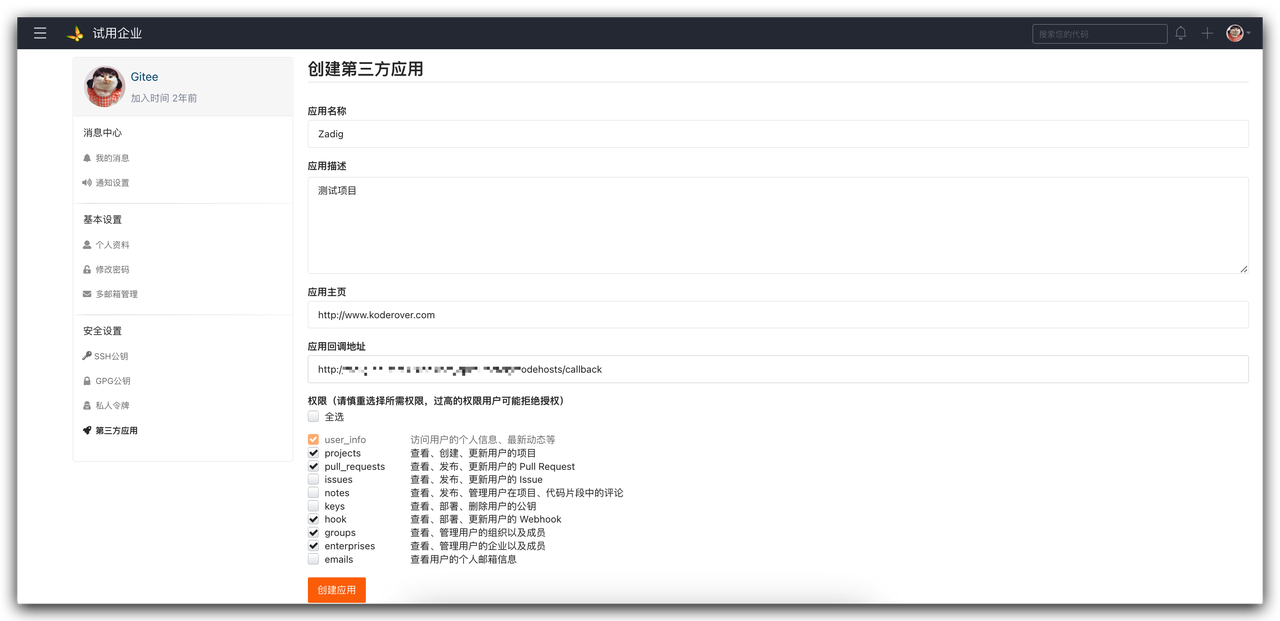 试用企业
搜索您的代码
Gitee
加入时间 2年前
消息中心
我的消息
通知设置
基本设置
个人资料
修改密码
多邮箱管理
安全设置
SSH公钥
GPG公钥
私人令牌
第三方应用
创建第三方应用
应用名称
Zadig
应用描述
测试项目
应用主页
http://www.koderover.com
应用回调地址
http:/ odehosts/callback
权限（请慎重选择所需权限，过高的权限用户可能拒绝授权）
全选
user_info 访问用户的个人信息、最新动态等
projects 查看、创建、更新用户的项目
pull_requests 查看、发布、更新用户的 Pull Request
issues 查看、发布、更新用户的 Issue
notes 查看、发布、管理用户在项目、代码片段中的评论
keys 查看、部署、删除用户的公钥
hook 查看、部署、更新用户的 Webhook
groups 查看、管理用户的组织以及成员
enterprises 查看、管理用户的企业以及成员
emails 查看用户的个人邮箱信息
创建应用